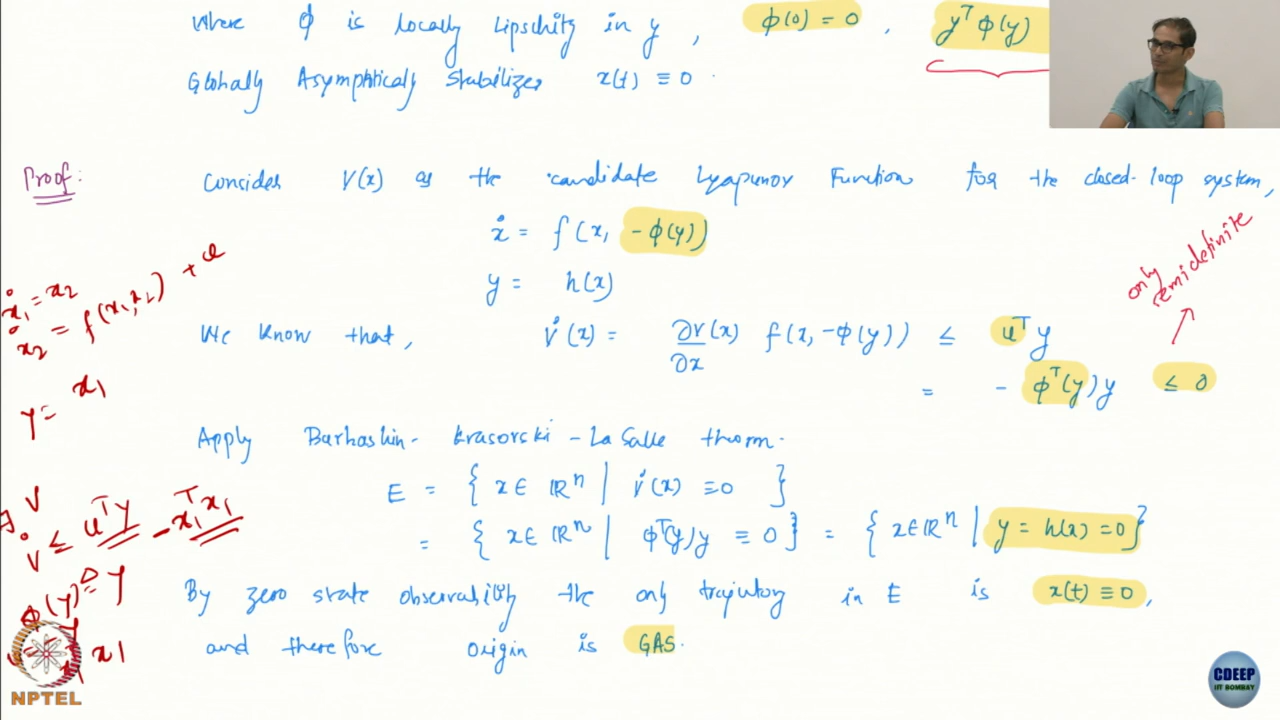 where ϕ is locally Lipschitz in y, ϕ(0) = 0, yᵀϕ(y)
Globally Asymptotically stabilizes x(t) ≡ 0.
Proof:
Consider V(x) as the candidate Lyapunov Function for the closed-loop system,
ẋ = f(x, -ϕ(y))
y = h(x)
only semidefinite
ẋ₁ = x₂
ẋ₂ = f(x₁, x₂) + u
y = x₁
We know that, V̇(x) = ∂V(x)/∂x f(x, -ϕ(y)) ≤ uᵀy
= - ϕᵀ(y)y ≤ 0
Apply Barbashin-Krasovski-LaSalle thorm.
E = { x ∈ ℝⁿ | V̇(x) ≡ 0 }
= { x ∈ ℝⁿ | ϕᵀ(y)y ≡ 0 } = { x ∈ ℝⁿ | y = h(x) = 0 }
∃ V
V̇ ≤ uᵀy - x₁ᵀx₁
ϕ(y) ≜ y
x1
By zero state observability the only trajectory in E is x(t) ≡ 0,
and therefore origin is GAS.
NPTEL
CDEEP
IIT BOMBAY